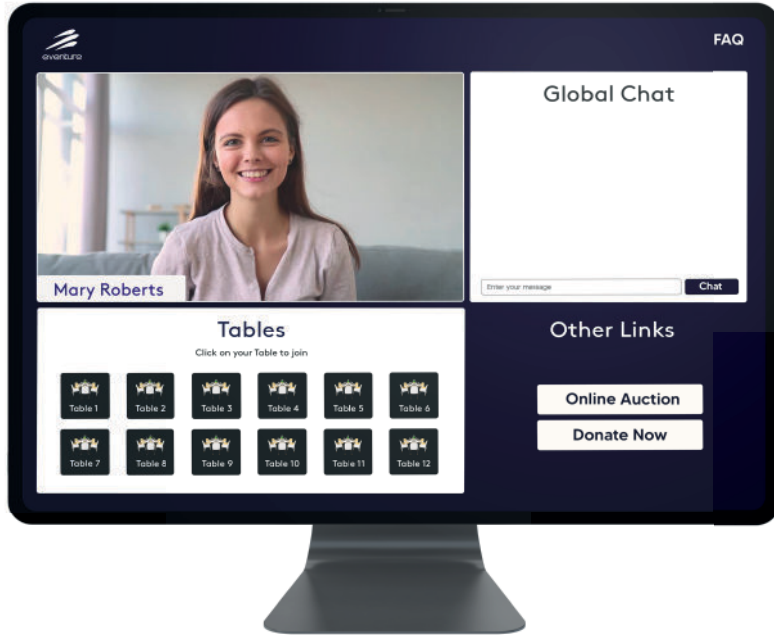 eventure
FAQ
Mary Roberts
Global Chat
Enter your message
Chat
Tables
Click on your Table to join
Table 1
Table 2
Table 3
Table 4
Table 5
Table 6
Table 7
Table 8
Table 9
Table 10
Table 11
Table 12
Other Links
Online Auction
Donate Now